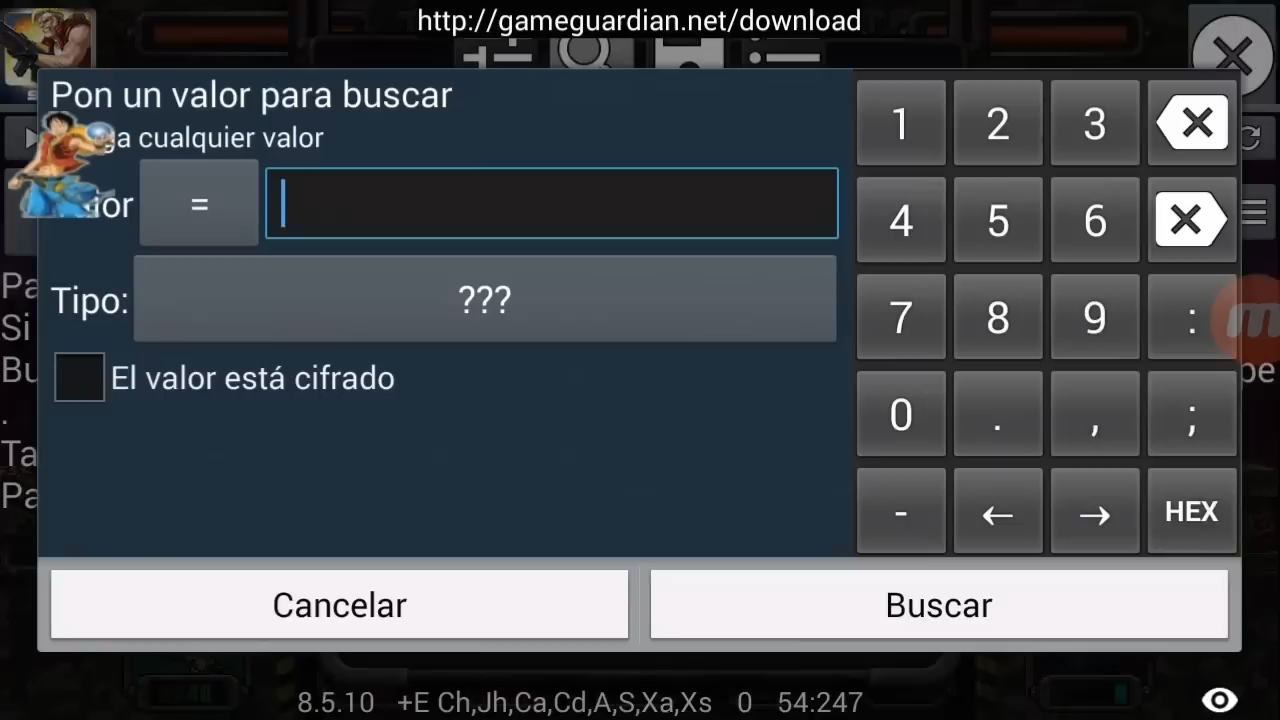 http://gameguardian.net/download
Pon un valor para buscar
cualquier valor
=
Tipo: ???
El valor está cifrado
1 2 3
4 5 6
7 8 9 :
0 . , ;
- ← → HEX
Cancelar Buscar
8.5.10 +E Ch,Jh,Ca,Cd,A,S,Xa,Xs 0 54:247